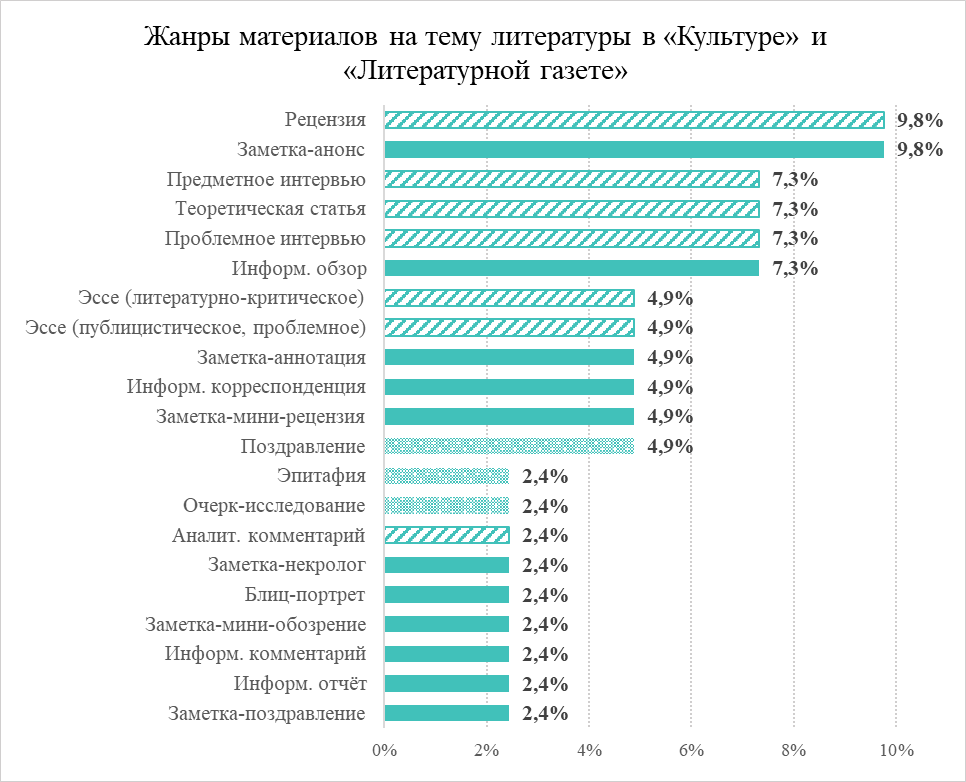 Жанры материалов на тему литературы в «Культуре» и
«Литературной газете»
Рецензия 9,8%
Заметка-анонс 9,8%
Предметное интервью 7,3%
Теоретическая статья 7,3%
Проблемное интервью 7,3%
Информ. обзор 7,3%
Эссе (литературно-критическое) 4,9%
Эссе (публицистическое, проблемное) 4,9%
Заметка-аннотация 4,9%
Информ. корреспонденция 4,9%
Заметка-мини-рецензия 4,9%
Поздравление 4,9%
Эпитафия 2,4%
Очерк-исследование 2,4%
Аналит. комментарий 2,4%
Заметка-некролог 2,4%
Блиц-портрет 2,4%
Заметка-мини-обозрение 2,4%
Информ. комментарий 2,4%
Информ. отчёт 2,4%
Заметка-поздравление 2,4%
0% 2% 4% 6% 8% 10%